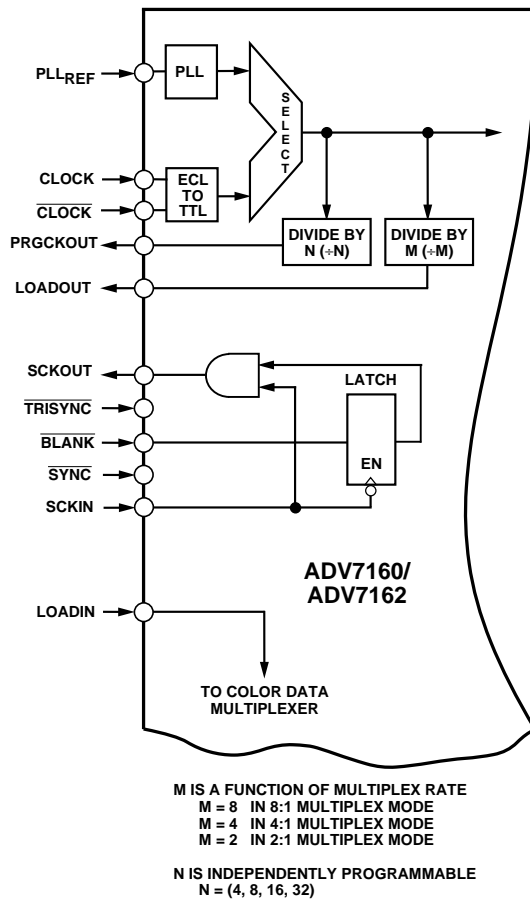 PLLREF
PLL
SELECT
CLOCK
CLOCK
ECL
TO
TTL
PRGCKOUT
DIVIDE BY
N (÷N)
DIVIDE BY
M (÷M)
LOADOUT
SCKOUT
LATCH
TRISYNC
BLANK
EN
SYNC
SCKIN
ADV7160/
ADV7162
LOADIN
TO COLOR DATA
MULTIPLEXER
M IS A FUNCTION OF MULTIPLEX RATE
M = 8 IN 8:1 MULTIPLEX MODE
M = 4 IN 4:1 MULTIPLEX MODE
M = 2 IN 2:1 MULTIPLEX MODE
N IS INDEPENDENTLY PROGRAMMABLE
N = (4, 8, 16, 32)